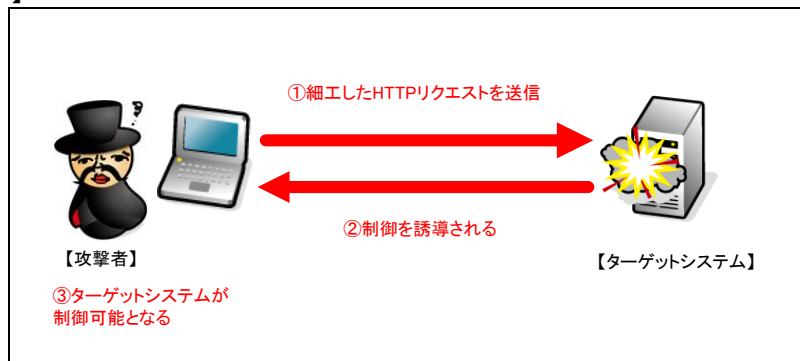 ①細工したHTTPリクエストを送信
②制御を誘導される
【攻撃者】
【ターゲットシステム】
③ターゲットシステムが
制御可能となる